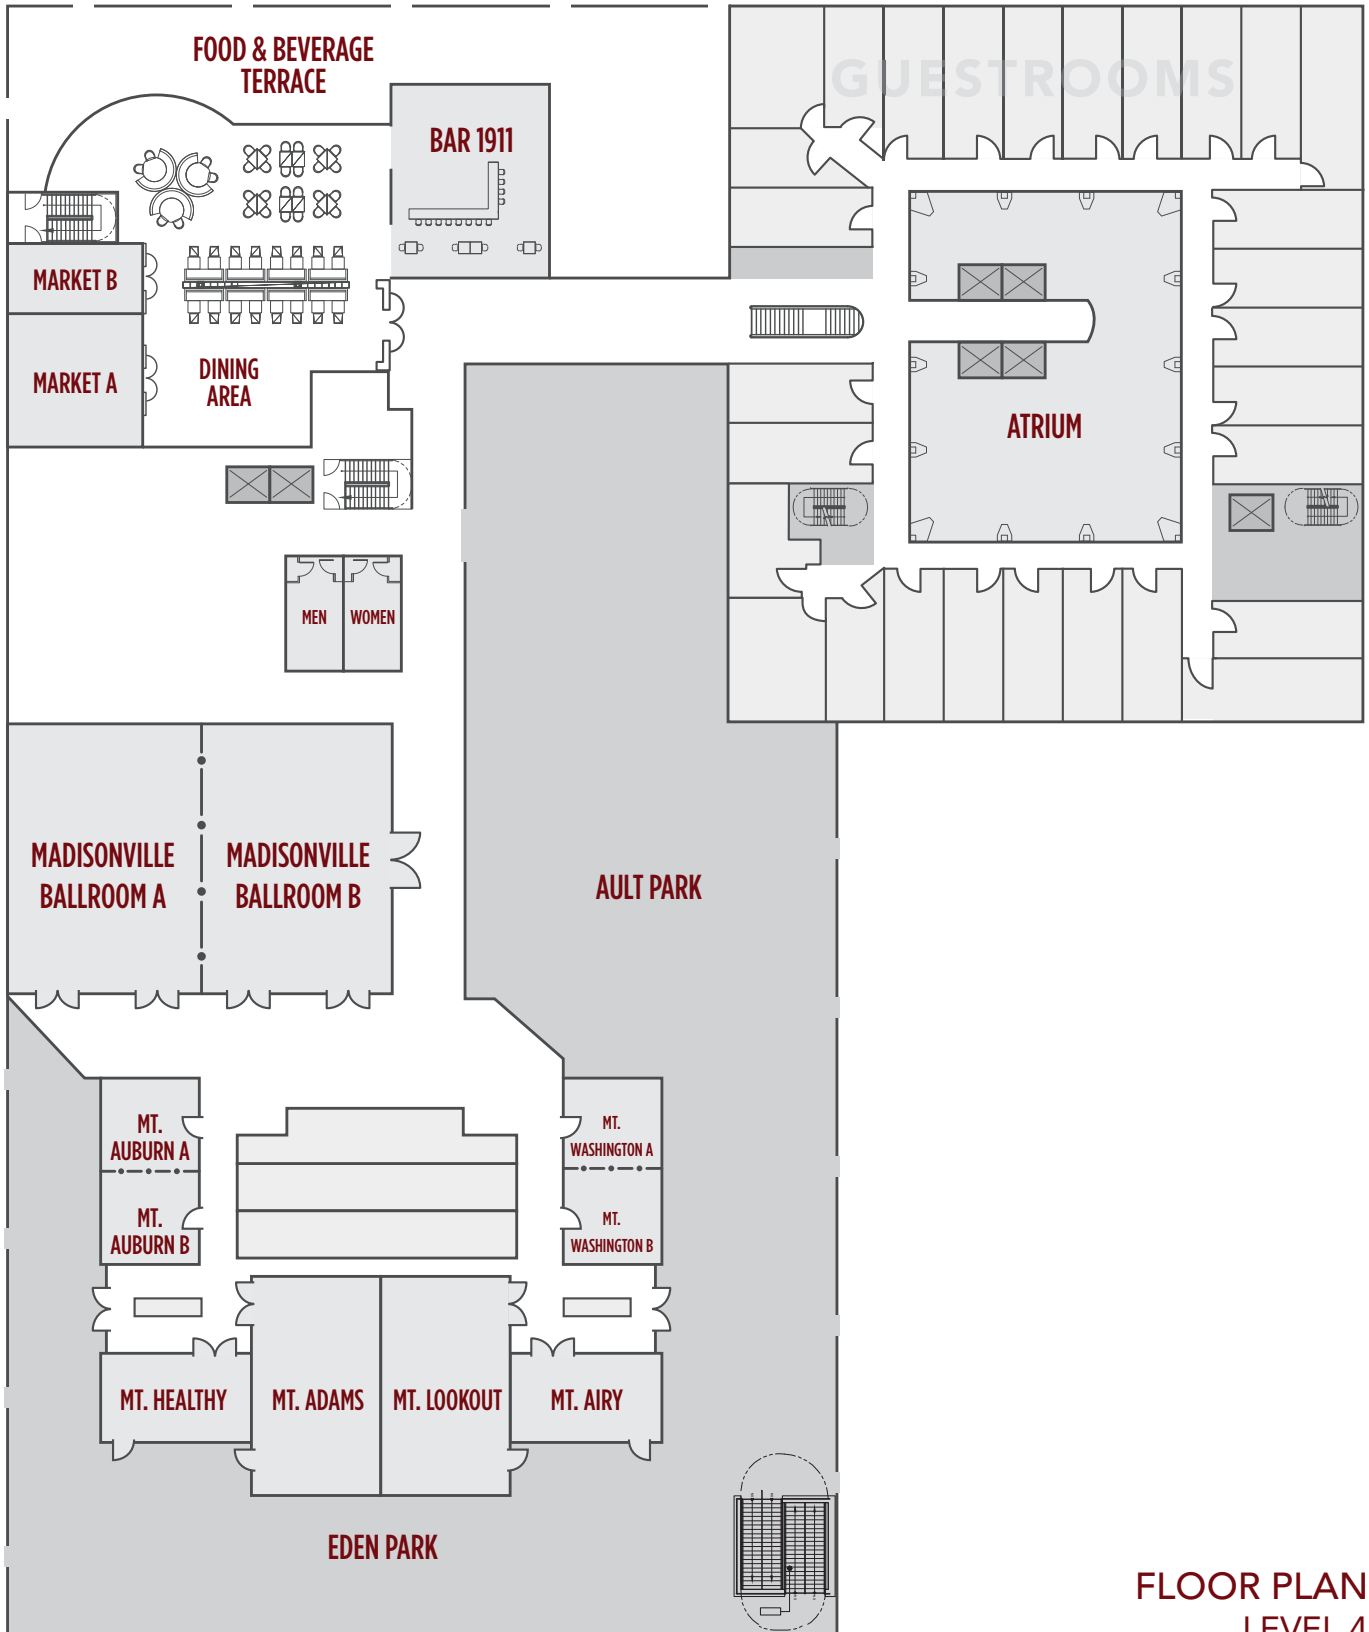 FOOD & BEVERAGE
TERRACE
GUESTROOMS
BAR 1911
MARKET B
DINING
AREA
MARKET A
ATRIUM
MEN
WOMEN
MADISONVILLE
BALLROOM A
MADISONVILLE
BALLROOM B
AULT PARK
MT.
AUBURN A
MT.
WASHINGTON A
MT.
AUBURN B
MT.
WASHINGTON B
MT. HEALTHY
MT. ADAMS
MT. LOOKOUT
MT. AIRY
EDEN PARK
FLOOR PLAN
LEVEL 4